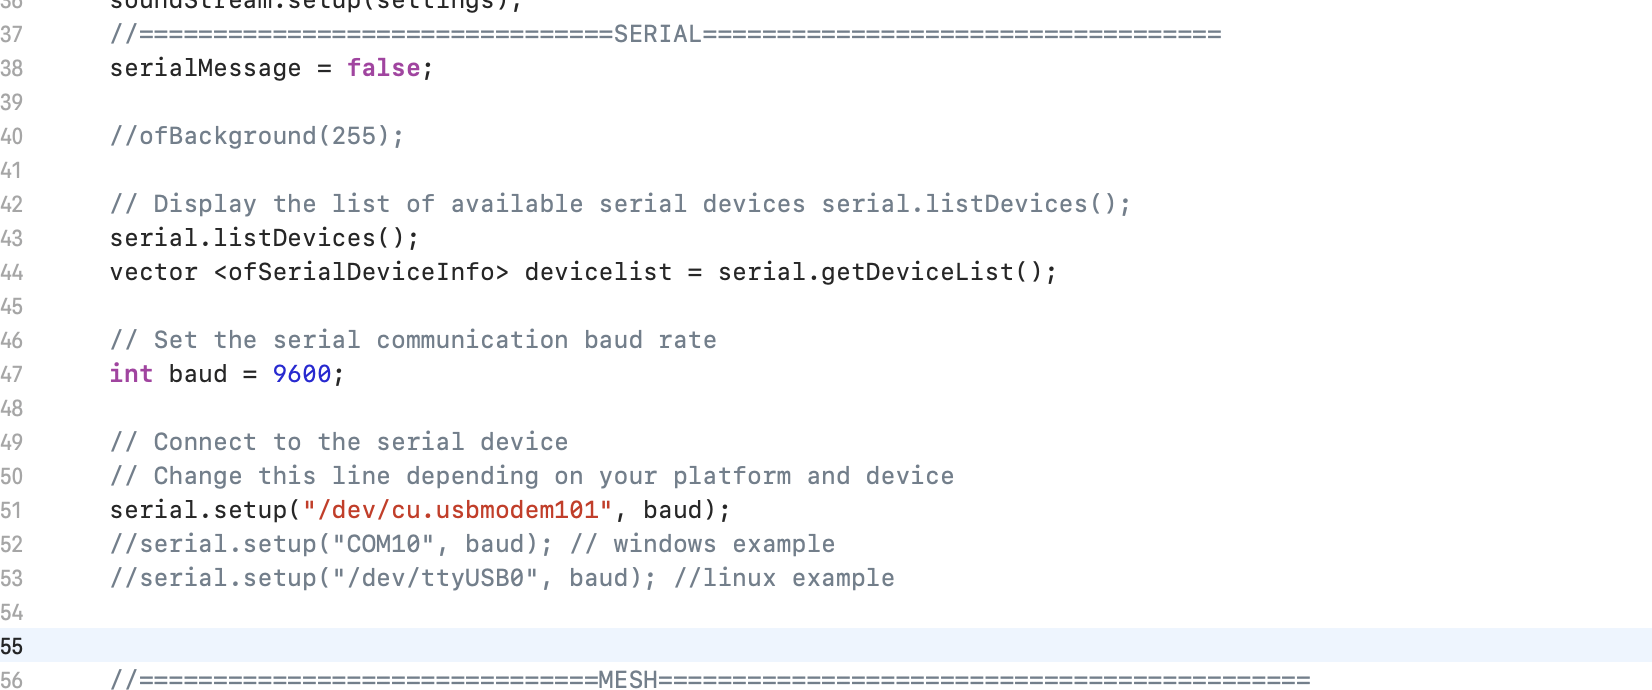 36 soundStream.setup(settings);
37 //================================SERIAL===================================
38 serialMessage = false;
39
40 //ofBackground(255);
41
42 // Display the list of available serial devices serial.listDevices();
43 serial.listDevices();
44 vector <ofSerialDeviceInfo> devicelist = serial.getDeviceList();
45
46 // Set the serial communication baud rate
47 int baud = 9600;
48
49 // Connect to the serial device
50 // Change this line depending on your platform and device
51 serial.setup("/dev/cu.usbmodem101", baud);
52 //serial.setup("COM10", baud); // windows example
53 //serial.setup("/dev/ttyUSB0", baud); //linux example
54
55
56 //===============================MESH============================================